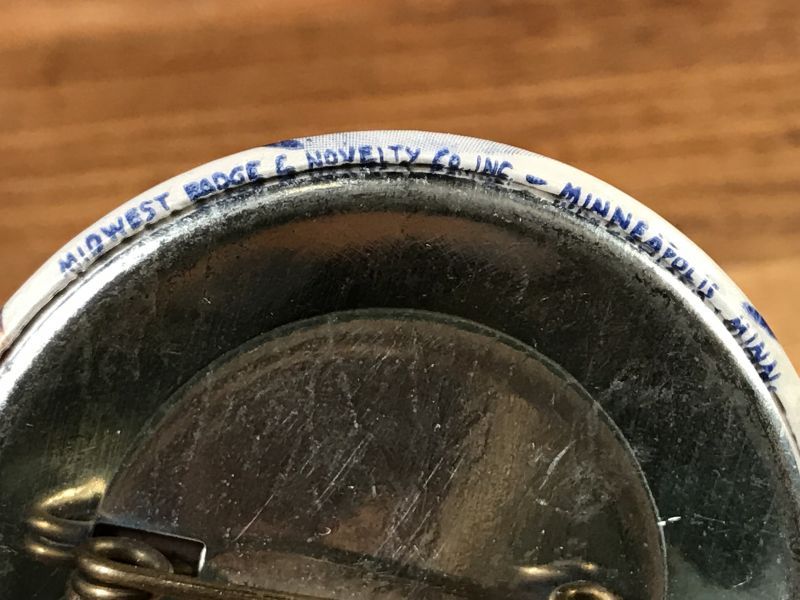 MIDWEST BADGE & NOVELTY CO. INC. - MINNEAPOLIS, MINN.